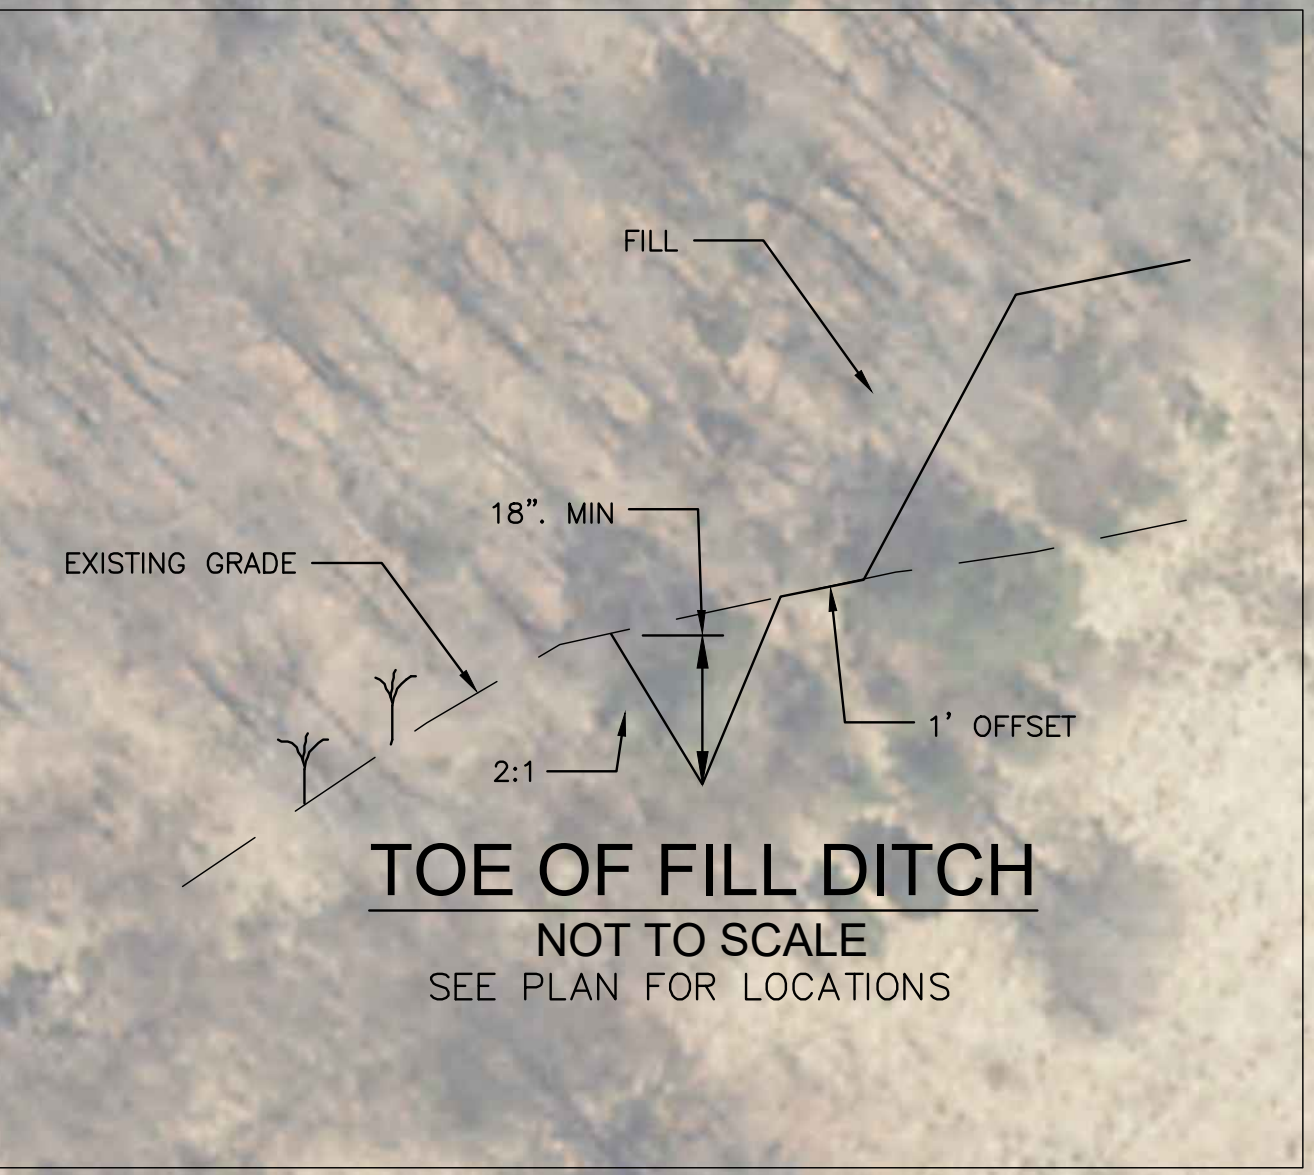 FILL
18”. MIN
EXISTING GRADE
1’ OFFSET
2:1
TOE OF FILL DITCH
NOT TO SCALE
SEE PLAN FOR LOCATIONS